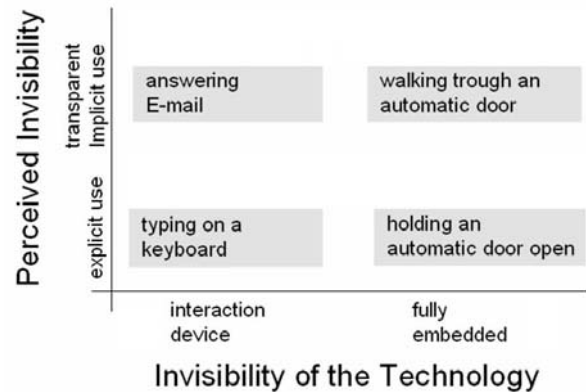 Perceived Invisibility
transparent
Implicit use
explicit use
answering
E-mail
walking trough an
automatic door
typing on a
keyboard
holding an
automatic door open
interaction
device
fully
embedded
Invisibility of the Technology